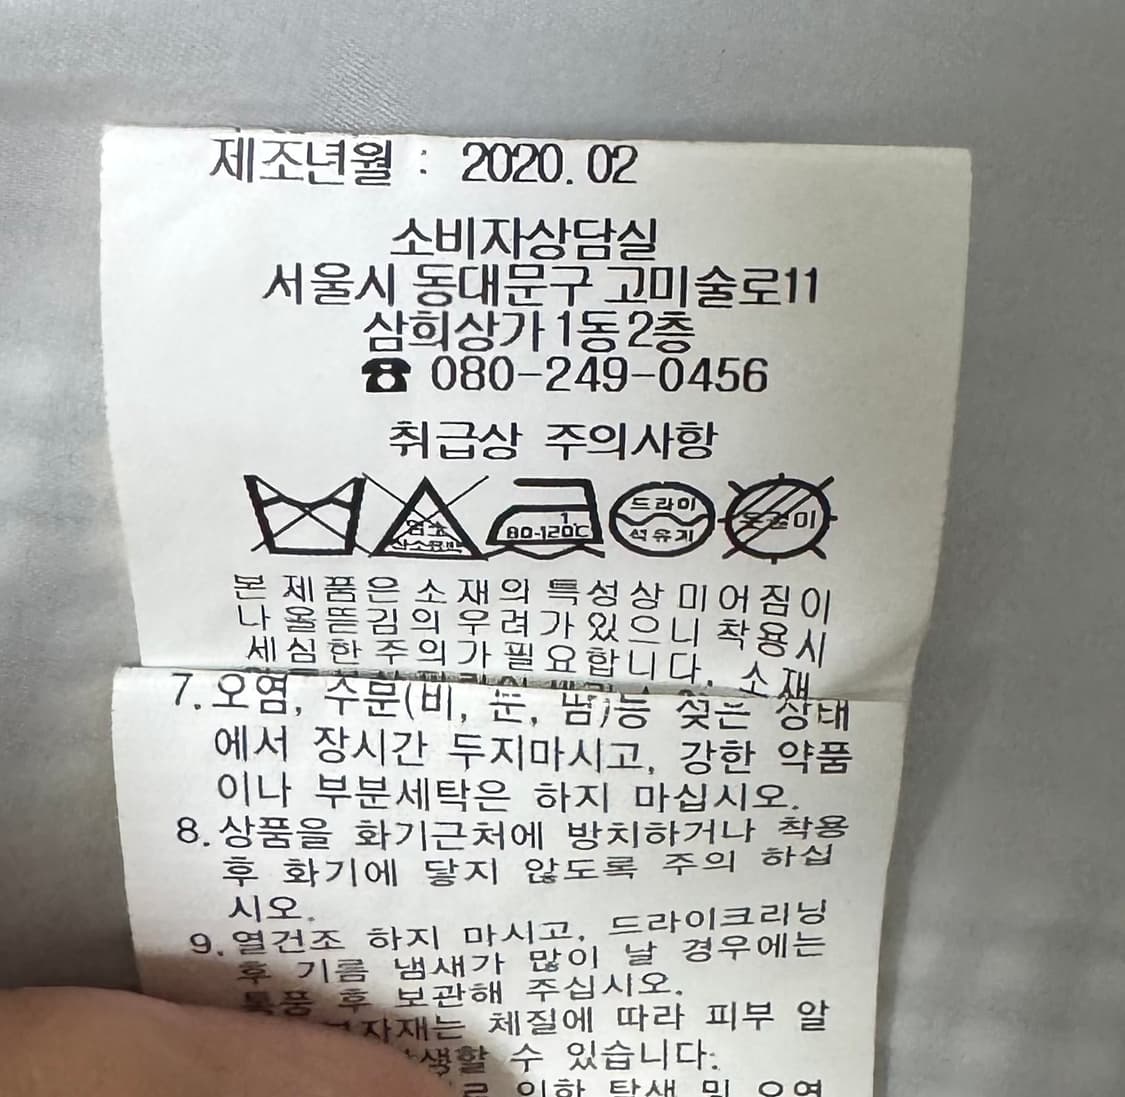 제조년월 : 2020.02
소비자상담실
서울시 동대문구 고미술로11
삼희상가 1동2층
☎ 080-249-0456
취급상 주의사항
염소
산소표백
1
80-120℃
드라이
석유계
옷걸이
본 제품은 소재의 특성상 미어짐이
나 올뜯김의 우려가 있으니 착용시
세심한 주의가 필요합니다. 소재
7. 오염, 수분(비, 눈, 땀)등 젖은 상태
에서 장시간 두지마시고, 강한 약품
이나 부분세탁은 하지 마십시오.
8. 상품을 화기근처에 방치하거나 착용
후 화기에 닿지 않도록 주의 하십
시오.
9. 열건조 하지 마시고, 드라이크리닝
후 기름 냄새가 많이 날 경우에는
통풍 후 보관해 주십시오.
부자재는 체질에 따라 피부 알
생할 수 있습니다.
로 인한 탈색 및 오염